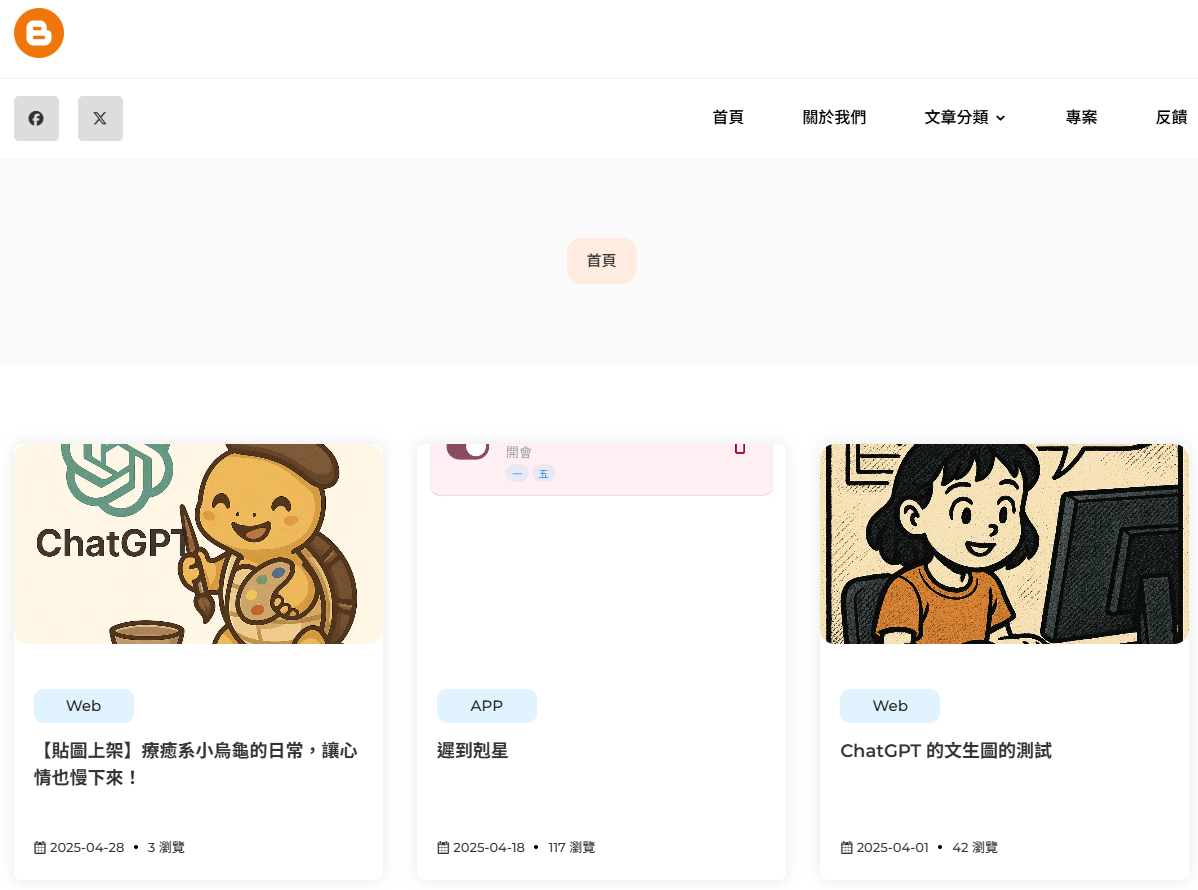 首頁
關於我們
文章分類
專案
反饋
首頁
ChatGPT
開會
一
五
Web
【貼圖上架】療癒系小烏龜的日常，讓心
情也慢下來！
2025-04-28 • 3 瀏覽
APP
遲到剋星
2025-04-18 • 117 瀏覽
Web
ChatGPT 的文生圖的測試
2025-04-01 • 42 瀏覽